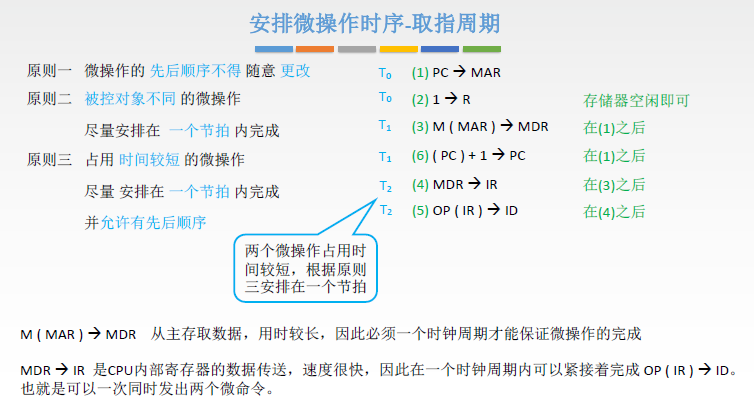 安排微操作时序-取指周期
原则一 微操作的 先后顺序不得 随意 更改
原则二 被控对象不同 的微操作
尽量安排在 一个节拍 内完成
原则三 占用 时间较短 的微操作
尽量 安排在 一个节拍 内完成
并允许有先后顺序
T₀ (1) PC → MAR
T₀ (2) 1 → R 存储器空闲即可
T₁ (3) M ( MAR ) → MDR 在(1)之后
T₁ (6) ( PC ) + 1 → PC 在(1)之后
T₂ (4) MDR → IR 在(3)之后
T₂ (5) OP ( IR ) → ID 在(4)之后
两个微操作占用时
间较短，根据原则
三安排在一个节拍
M ( MAR ) → MDR 从主存取数据，用时较长，因此必须一个时钟周期才能保证微操作的完成
MDR → IR 是CPU内部寄存器的数据传送，速度很快，因此在一个时钟周期内可以紧接着完成 OP ( IR ) → ID。
也就是可以一次同时发出两个微命令。